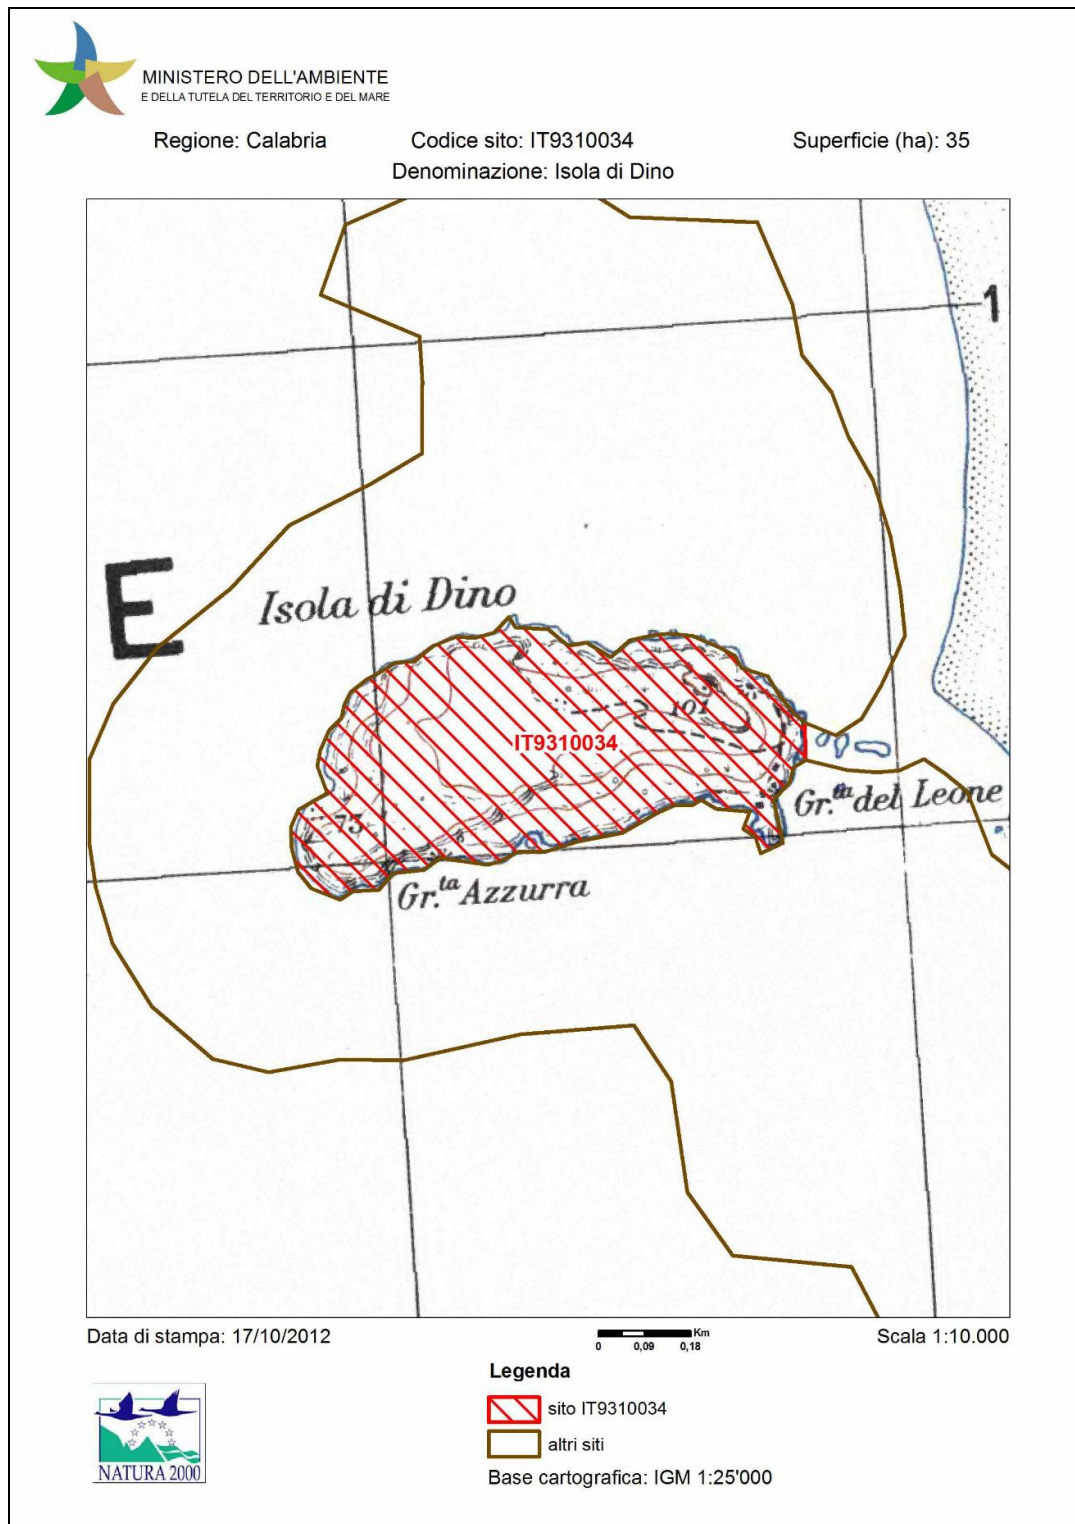 MINISTERO DELL'AMBIENTE
E DELLA TUTELA DEL TERRITORIO E DEL MARE
Regione: Calabria Codice sito: IT9310034 Superficie (ha): 35
Denominazione: Isola di Dino
1
E
Isola di Dino
101
IT9310034
Gr.ta del Leone
73
Gr.ta Azzurra
Data di stampa: 17/10/2012
Km
0 0,09 0,18
Scala 1:10.000
Legenda
sito IT9310034
altri siti
Base cartografica: IGM 1:25'000
NATURA 2000